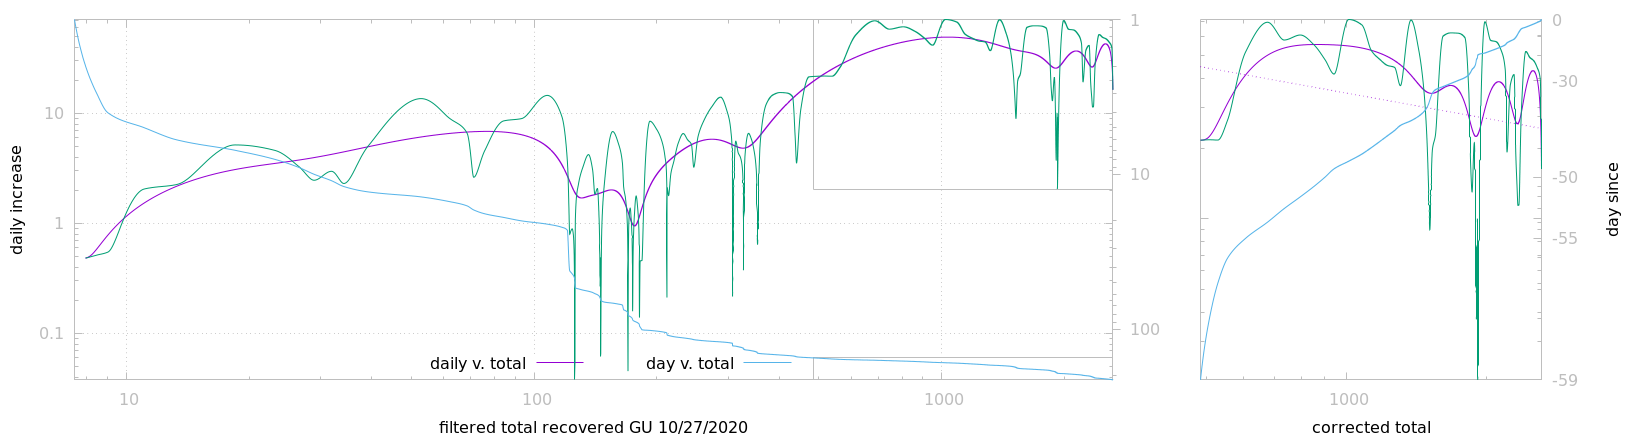 daily increase
10
1
0.1
10
100
1000
filtered total recovered GU 10/27/2020
daily v. total
day v. total
1
10
100
1000
corrected total
0
-30
-50
-55
-59
day since